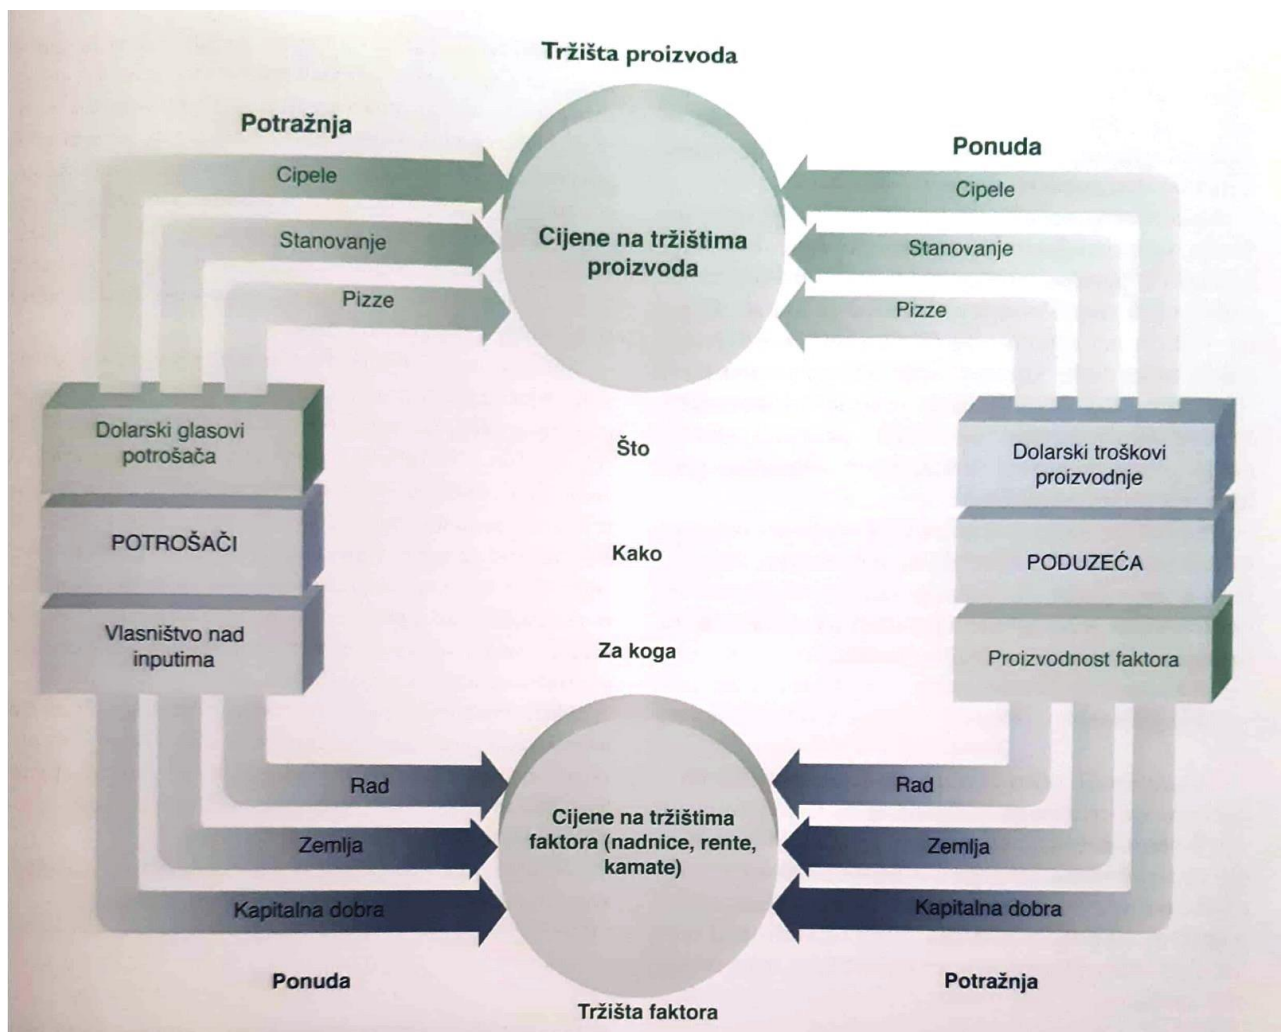 Tržišta proizvoda
Potražnja
Ponuda
Cipele
Cipele
Stanovanje
Cijene na tržištima
proizvoda
Stanovanje
Pizze
Pizze
Dolarski glasovi
potrošača
Što
Dolarski troškovi
proizvodnje
POTROŠAČI
Kako
PODUZEĆA
Vlasništvo nad
inputima
Za koga
Proizvodnost faktora
Rad
Cijene na tržištima
faktora (nadnice, rente,
kamate)
Rad
Zemlja
Zemlja
Kapitalna dobra
Kapitalna dobra
Ponuda
Potražnja
Tržišta faktora